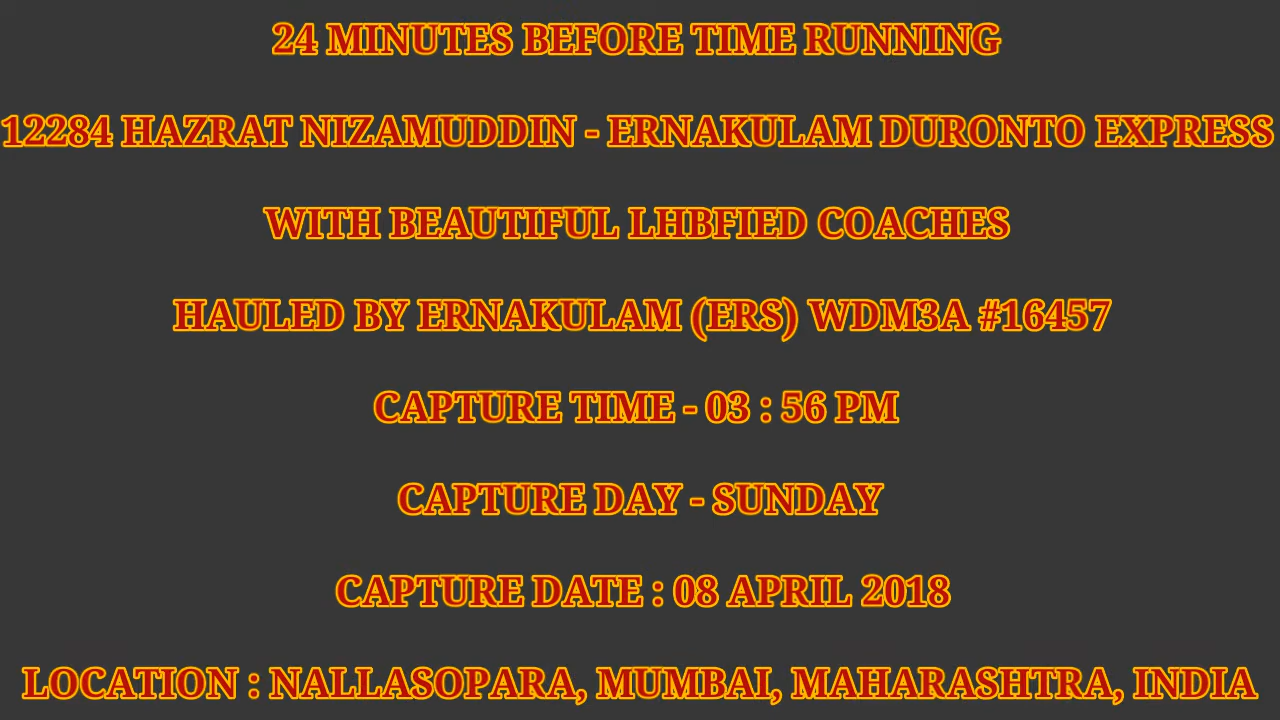 24 MINUTES BEFORE TIME RUNNING
12284 HAZRAT NIZAMUDDIN - ERNAKULAM DURONTO EXPRESS
WITH BEAUTIFUL LHBFIED COACHES
HAULED BY ERNAKULAM (ERS) WDM3A #16457
CAPTURE TIME - 03 : 56 PM
CAPTURE DAY - SUNDAY
CAPTURE DATE : 08 APRIL 2018
LOCATION : NALLASOPARA, MUMBAI, MAHARASHTRA, INDIA